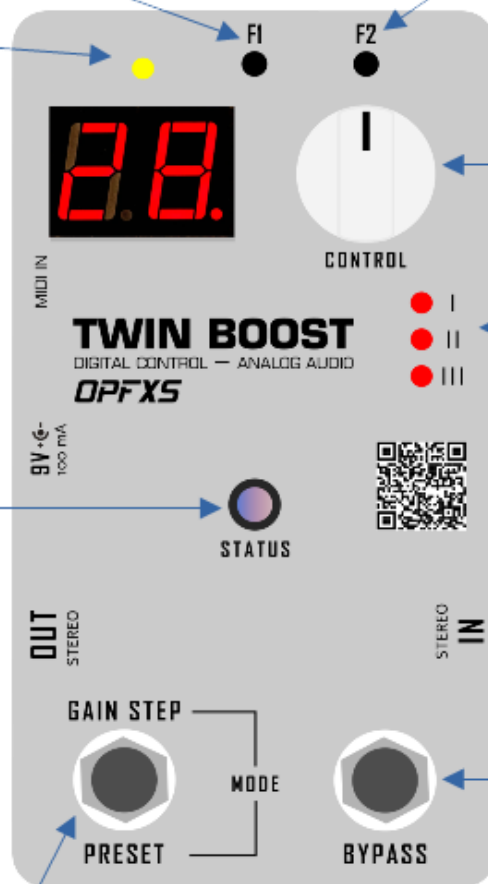 F1
F2
28.
CONTROL
MIDI IN
I
II
III
TWIN BOOST
DIGITAL CONTROL — ANALOG AUDIO
OPFXS
9V
100 mA
STATUS
OUT
STEREO
STEREO
IN
GAIN STEP
MODE
PRESET
BYPASS